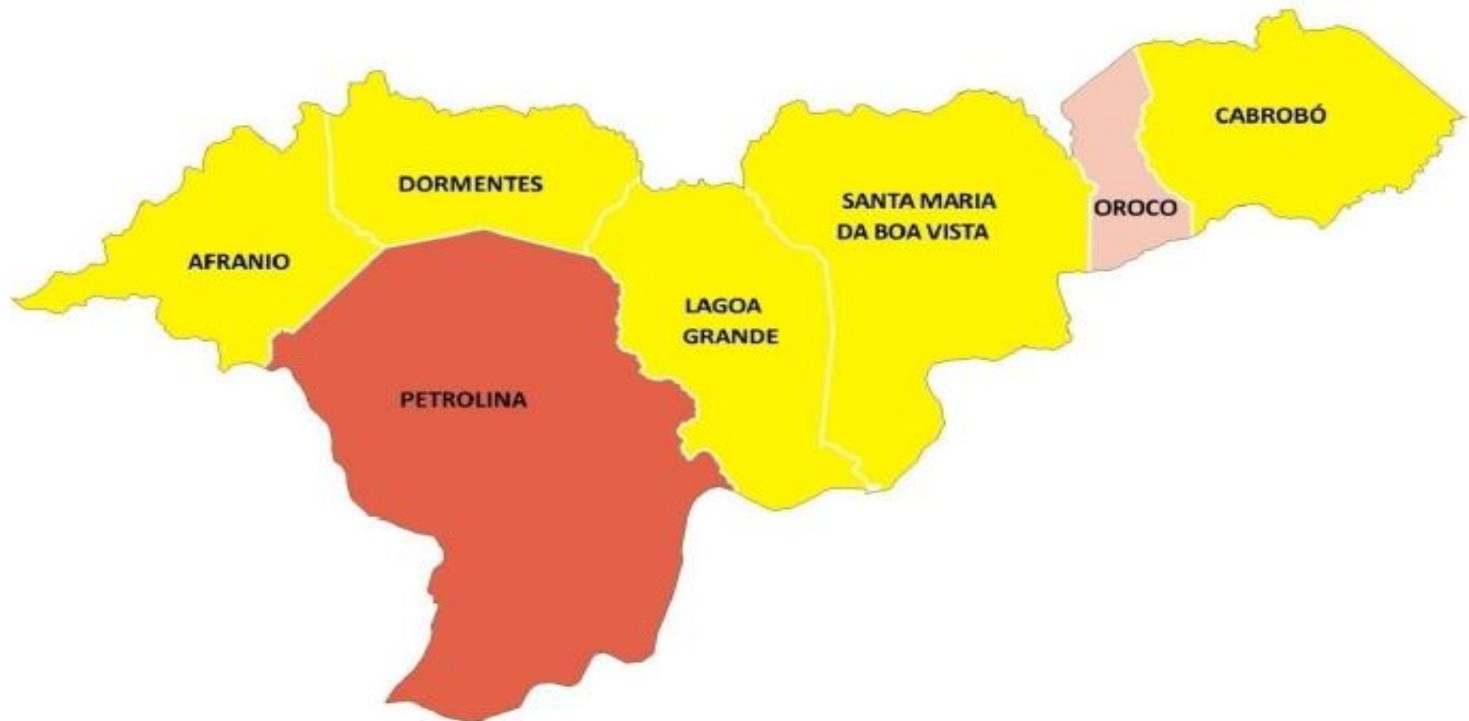 CABROBÓ
DORMENTES
SANTA MARIA
DA BOA VISTA
OROCO
AFRANIO
LAGOA
GRANDE
PETROLINA